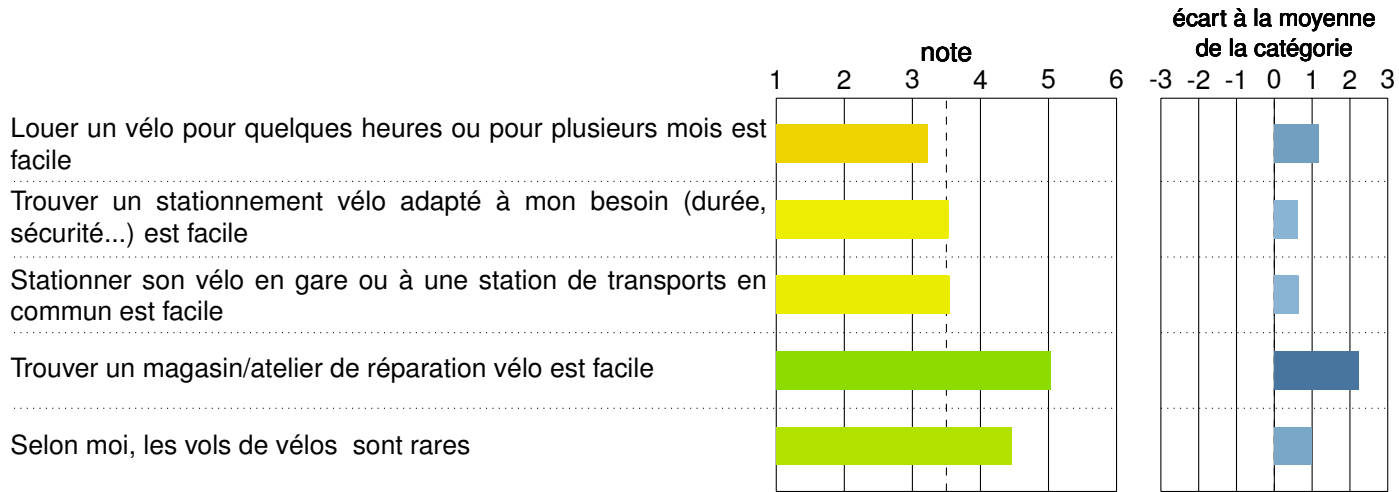 écart à la moyenne
note de la catégorie
1 2 3 4 5 6 -3 -2 -1 0 1 2 3
Louer un vélo pour quelques heures ou pour plusieurs mois est
facile
Trouver un stationnement vélo adapté à mon besoin (durée,
sécurité...) est facile
Stationner son vélo en gare ou à une station de transports en
commun est facile
Trouver un magasin/atelier de réparation vélo est facile
Selon moi, les vols de vélos sont rares